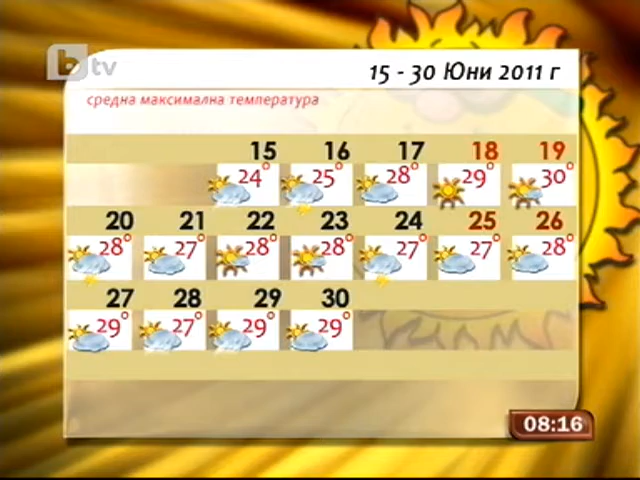 btv
15 - 30 Юни 2011 г
средна максимална температура
15 16 17 18 19
24° 25° 28° 29° 30°
20 21 22 23 24 25 26
28° 27° 28° 28° 27° 27° 28°
27 28 29 30
29° 27° 29° 29°
08:16